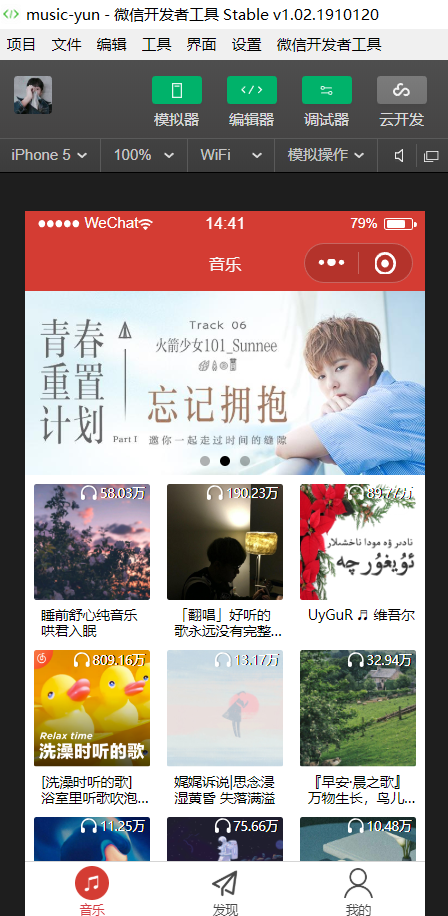 music-yun - 微信开发者工具 Stable v1.02.1910120
项目 文件 编辑 工具 界面 设置 微信开发者工具
模拟器 编辑器 调试器 云开发
iPhone 5 100% WiFi 模拟操作
WeChat 14:41 79%
音乐
青春
重置
计划
Part I
Track 06
火箭少女101_Sunnee
忘记拥抱
邀你一起走过时间的缝隙
58.03万 190.23万 89.77万
نادىر ۋە مودا ناخشىلار
ئۇيغۇرچە
睡前舒心纯音乐
哄君入眠
「翻唱」好听的
歌永远没有完整...
UyGuR ♬ 维吾尔
809.16万 13.17万 32.94万
Relax time
洗澡时听的歌
[洗澡时听的歌]
浴室里听歌吹泡...
娓娓诉说|思念浸
湿黄昏 失落满溢
『早安·晨之歌』
万物生长，鸟儿...
11.25万 75.66万 10.48万
音乐 发现 我的